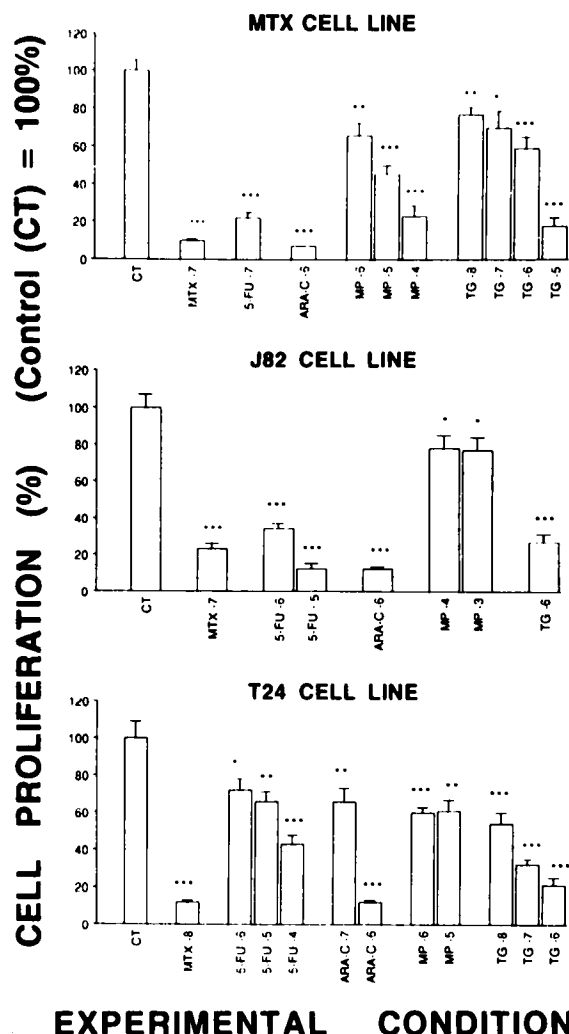 MTX CELL LINE
120
100
80
60
40
20
0
CT
MTX -7
5-FU -7
ARA-C -6
MP -6
MP -5
MP -4
TG -8
TG -7
TG -6
TG -5
J82 CELL LINE
120
100
80
60
40
20
0
CT
MTX -7
5-FU -6
5-FU -5
ARA-C -6
MP -4
MP -3
TG -6
T24 CELL LINE
120
100
80
60
40
20
0
CT
MTX -8
5-FU -6
5-FU -5
5-FU -4
ARA-C -7
ARA-C -6
MP -6
MP -5
TG -8
TG -7
TG -6
CELL PROLIFERATION (%) (Control (CT) = 100%)
EXPERIMENTAL CONDITION